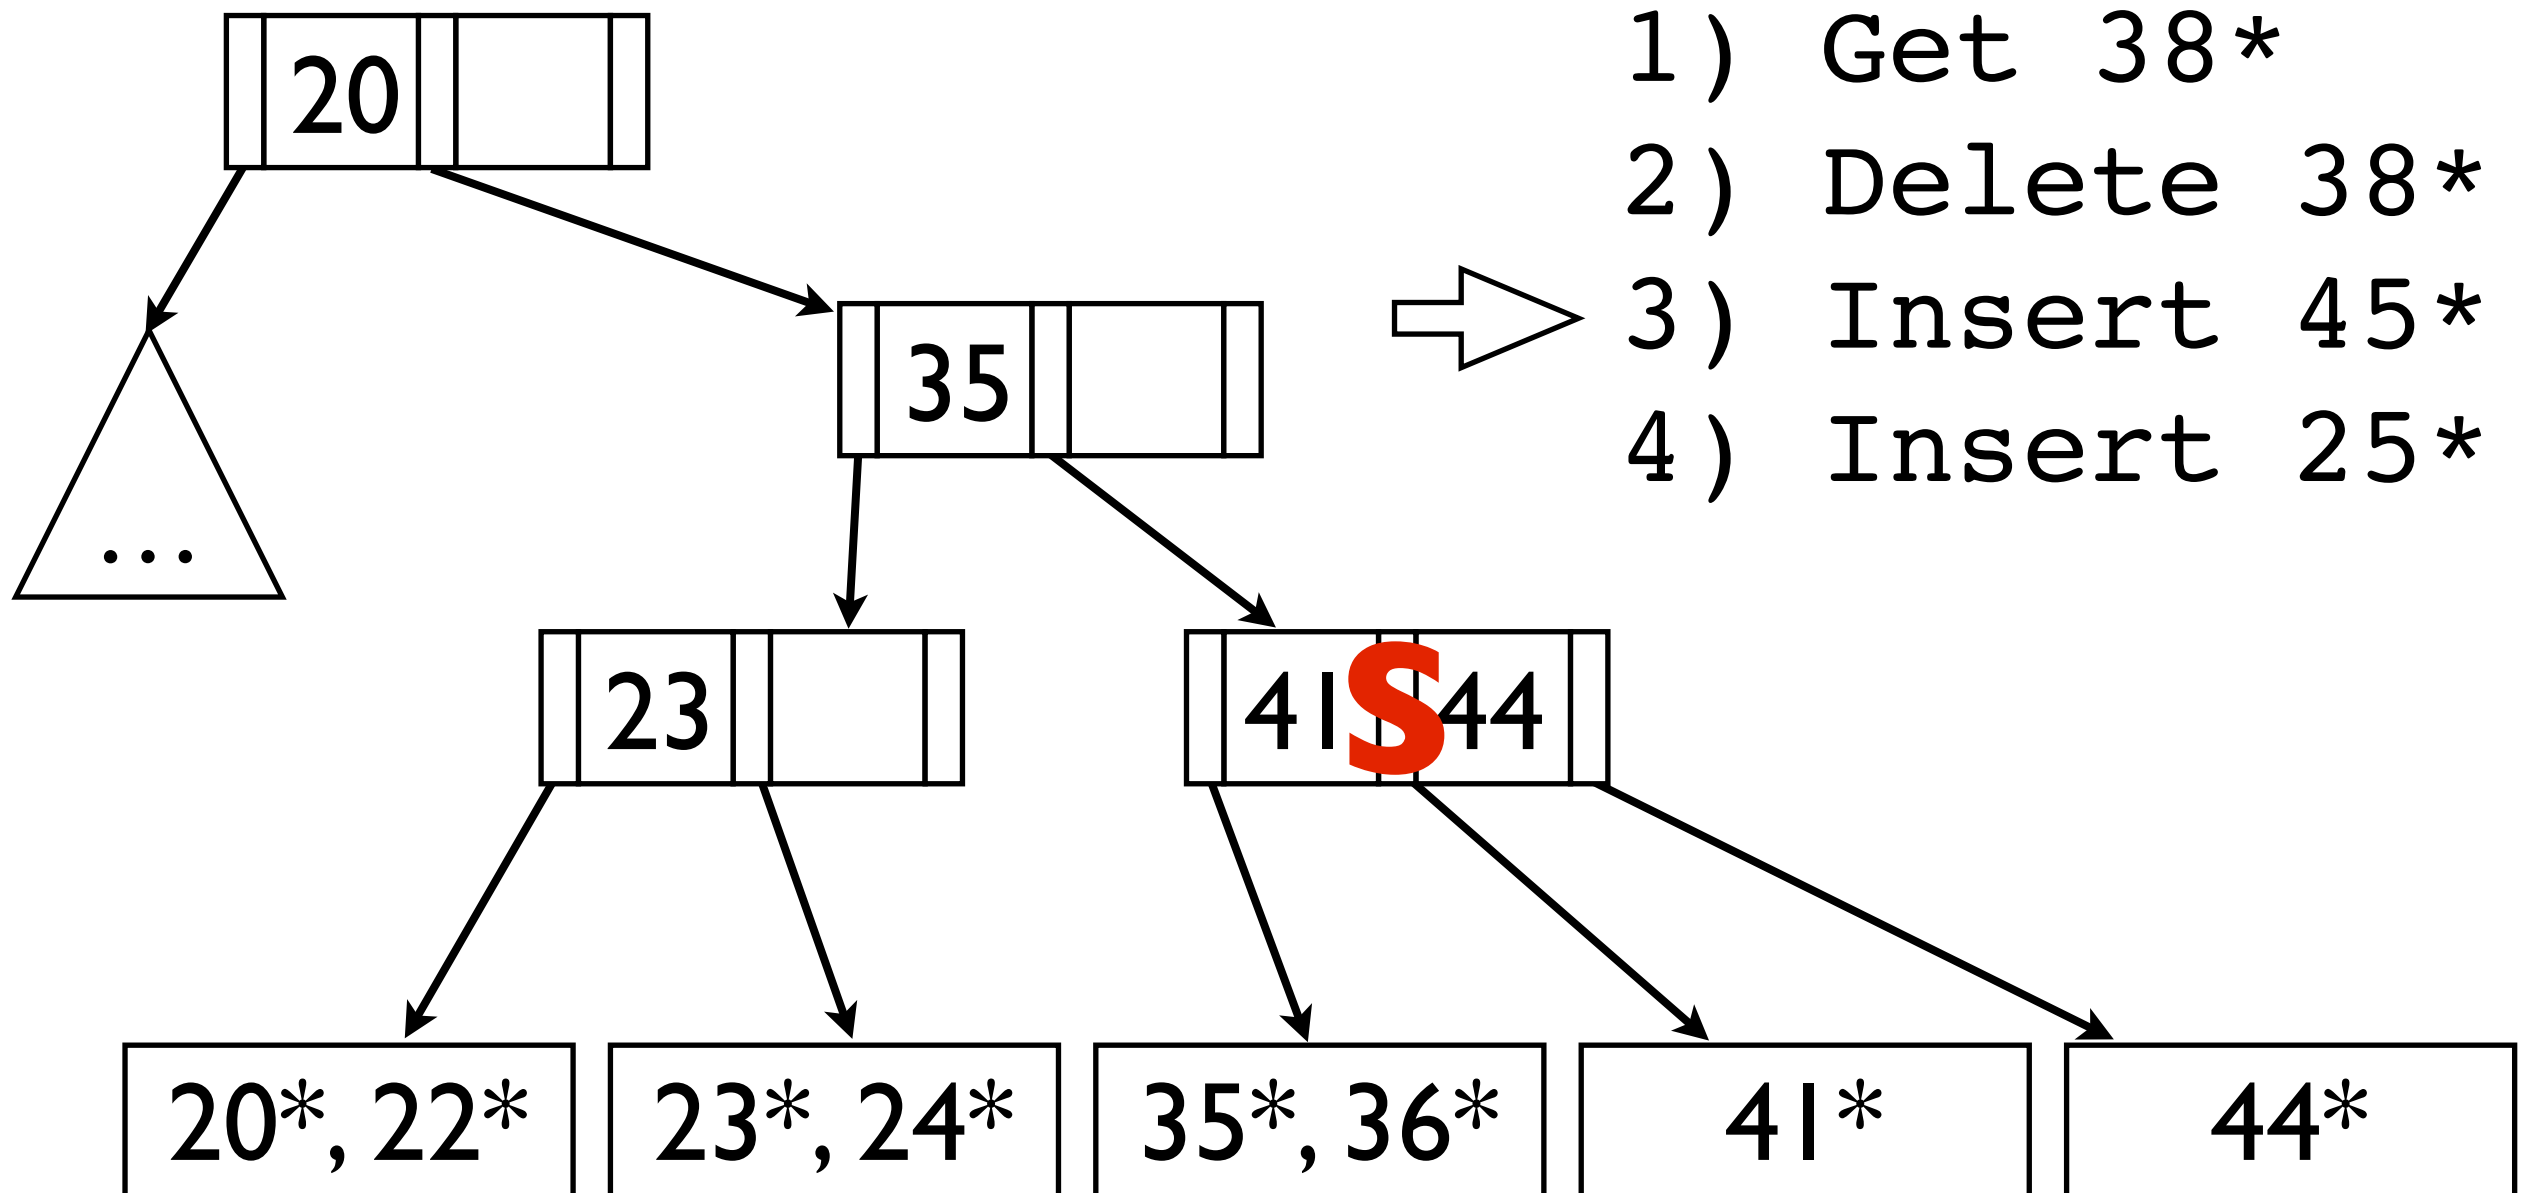 20
1) Get 38*
2) Delete 38*
3) Insert 45*
4) Insert 25*
35
...
23
41 S 44
20*, 22*
23*, 24*
35*, 36*
41*
44*